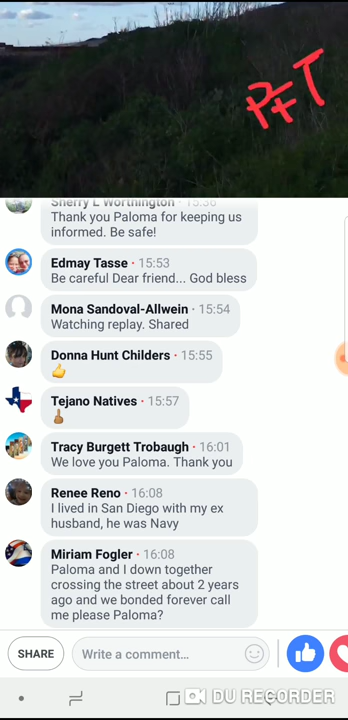 PFT
Sherry L Worthington · 15:50
Thank you Paloma for keeping us
informed. Be safe!
Edmay Tasse · 15:53
Be careful Dear friend... God bless
Mona Sandoval-Allwein · 15:54
Watching replay. Shared
Donna Hunt Childers · 15:55
Tejano Natives · 15:57
Tracy Burgett Trobaugh · 16:01
We love you Paloma. Thank you
Renee Reno · 16:08
I lived in San Diego with my ex
husband, he was Navy
Miriam Fogler · 16:08
Paloma and I down together
crossing the street about 2 years
ago and we bonded forever call
me please Paloma?
SHARE
Write a comment...
DU RECORDER